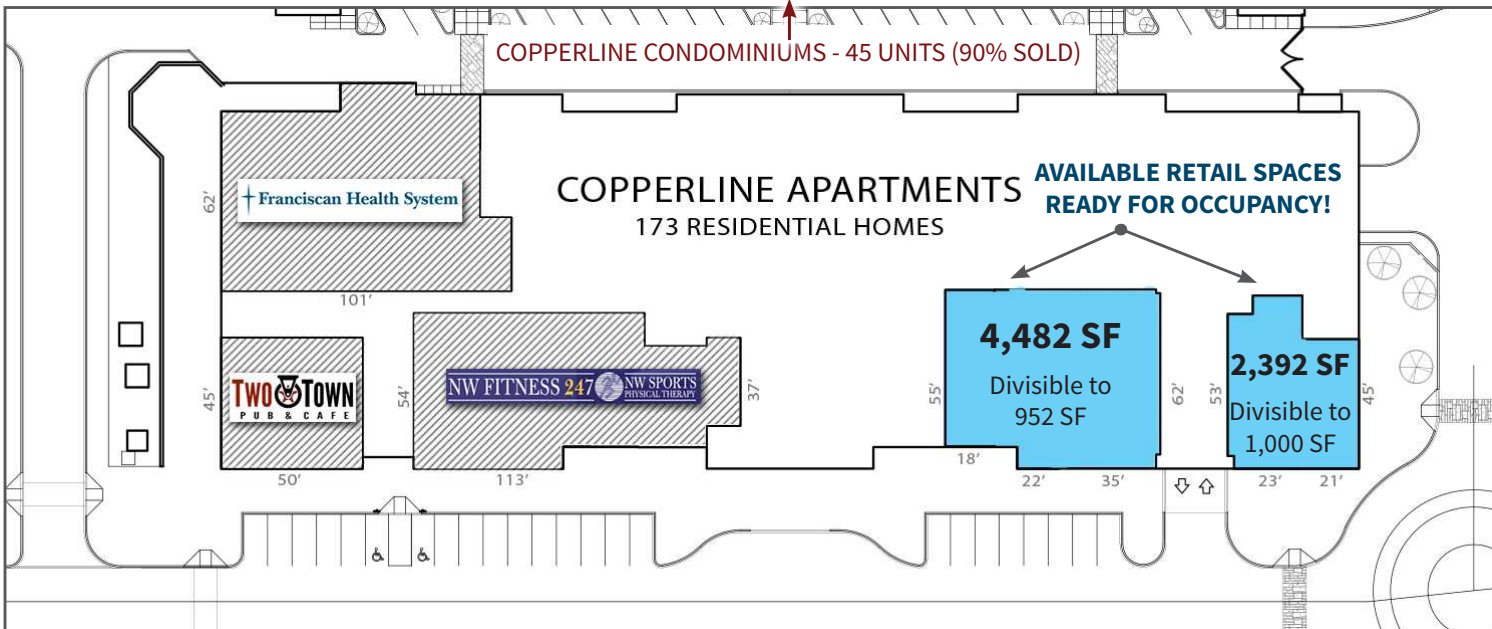 COPPERLINE CONDOMINIUMS - 45 UNITS (90% SOLD)
COPPERLINE APARTMENTS
173 RESIDENTIAL HOMES
AVAILABLE RETAIL SPACES
READY FOR OCCUPANCY!
62'
Franciscan Health System
101'
45'
TWO TOWN
PUB & CAFE
50'
54'
NW FITNESS 247
NW SPORTS
PHYSICAL THERAPY
37'
113'
55'
4,482 SF
Divisible to
952 SF
62'
18'
22'
35'
53'
2,392 SF
Divisible to
1,000 SF
45'
23'
21'